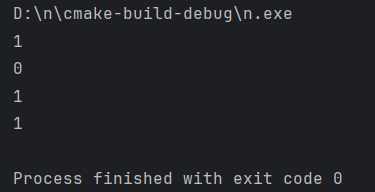 D:\n\cmake-build-debug\n.exe
1
0
1
1
Process finished with exit code 0